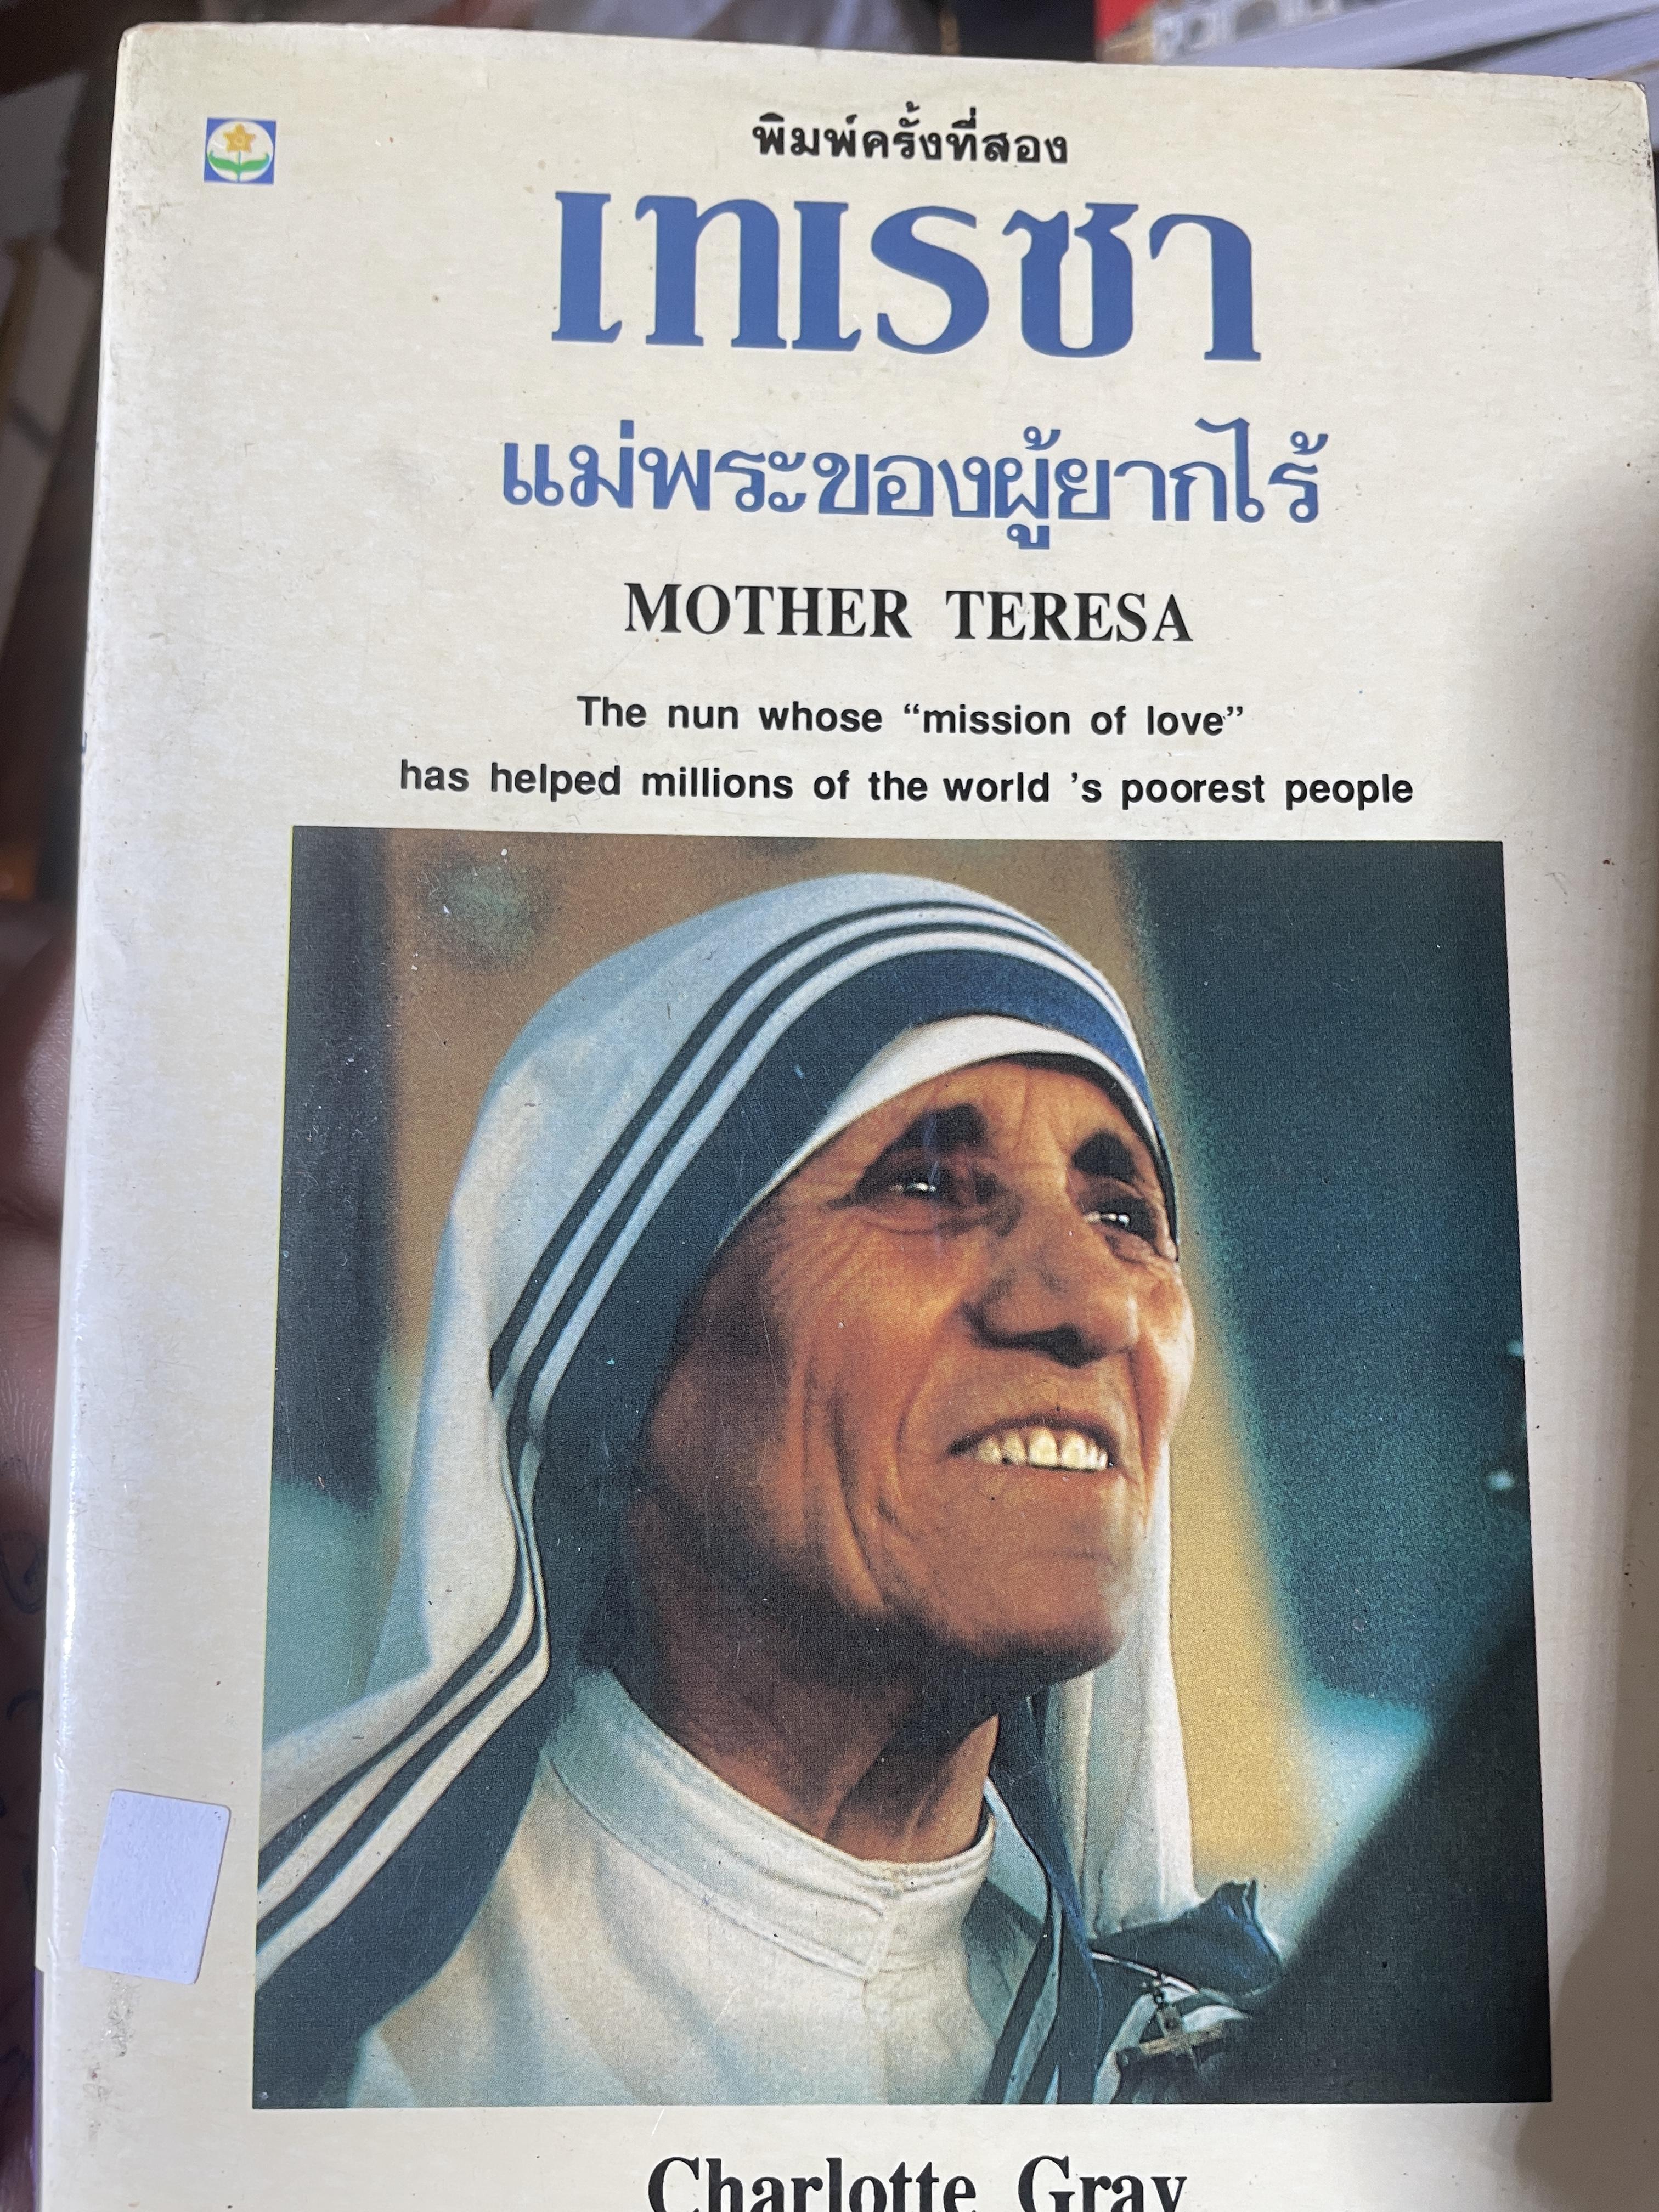 พิมพ์ครั้งที่สอง
เทเรซา
แม่พระของผู้ยากไร้
MOTHER TERESA
The nun whose “mission of love”
has helped millions of the world ’s poorest people
Charlotte Gray